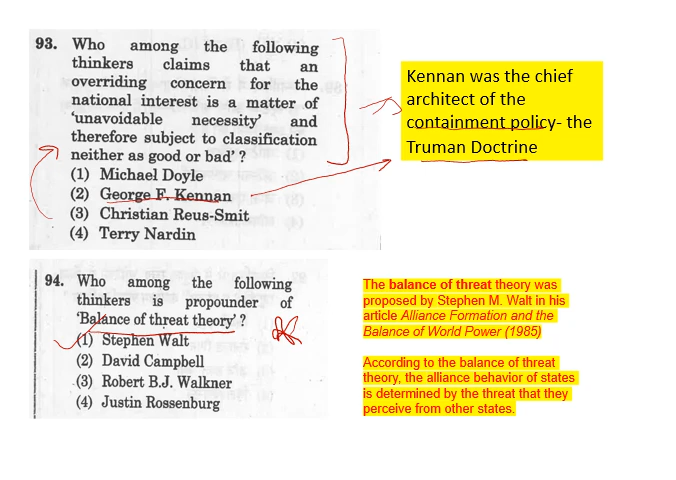 93. Who among the following
thinkers claims that an
overriding concern for the
national interest is a matter of
'unavoidable necessity' and
therefore subject to classification
neither as good or bad' ?
(1) Michael Doyle
(2) George F. Kennan
(3) Christian Reus-Smit
(4) Terry Nardin
Kennan was the chief
architect of the
containment policy- the
Truman Doctrine
94. Who among the following
thinkers is propounder of
'Balance of threat theory' ?
(1) Stephen Walt
(2) David Campbell
(3) Robert B.J. Walkner
(4) Justin Rossenburg
The balance of threat theory was
proposed by Stephen M. Walt in his
article Alliance Formation and the
Balance of World Power (1985)
According to the balance of threat
theory, the alliance behavior of states
is determined by the threat that they
perceive from other states.